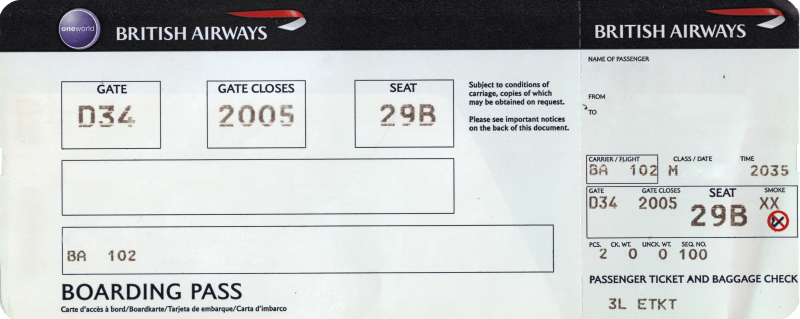 oneworld
BRITISH AIRWAYS
GATE
D34
GATE CLOSES
2005
SEAT
29B
Subject to conditions of
carriage, copies of which
may be obtained on request.
Please see important notices
on the back of this document.
BA 102
BOARDING PASS
Carte d'accès à bord/Boardkarte/Tarjeta de embarque/Carta d'imbarco
BRITISH AIRWAYS
NAME OF PASSENGER
FROM
TO
CARRIER / FLIGHT CLASS / DATE TIME
BA 102 M 2035
GATE GATE CLOSES SEAT SMOKE
D34 2005 29B XX
PCS. CK. WT. UNCK. WT. SEQ. NO.
2 0 0 100
PASSENGER TICKET AND BAGGAGE CHECK
3L ETKT